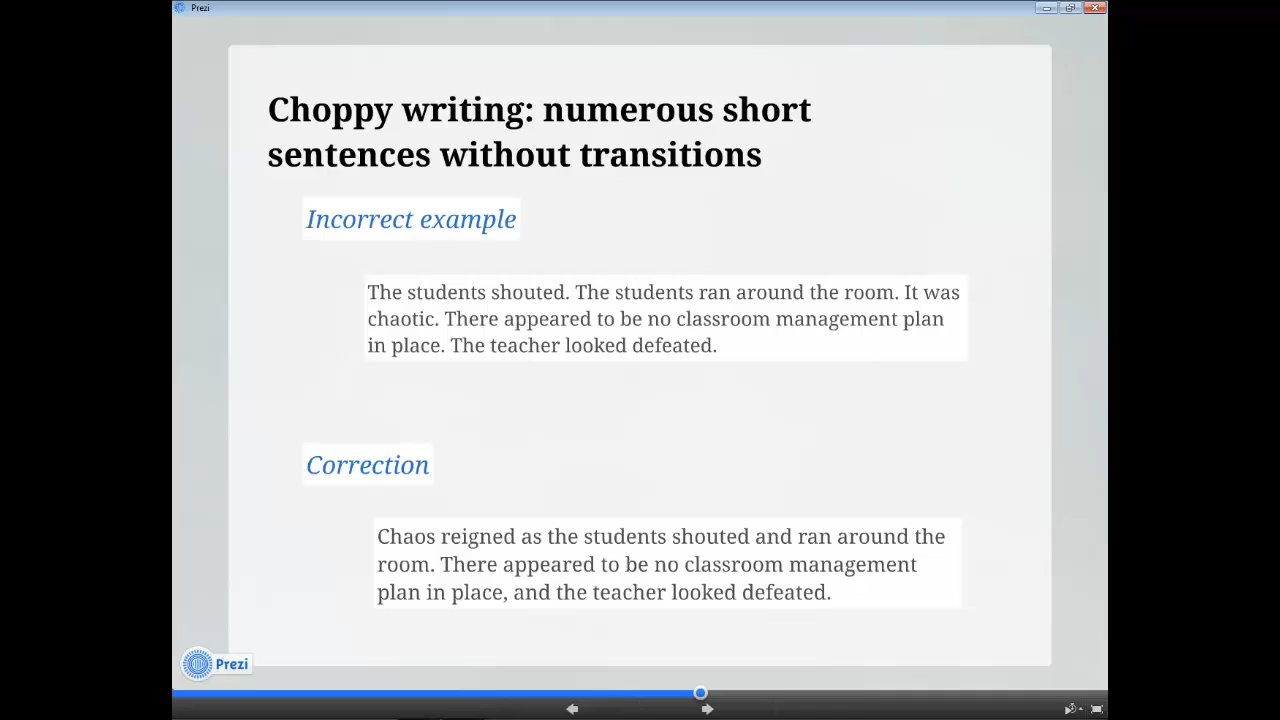 Prezi
Choppy writing: numerous short
sentences without transitions
Incorrect example
The students shouted. The students ran around the room. It was
chaotic. There appeared to be no classroom management plan
in place. The teacher looked defeated.
Correction
Chaos reigned as the students shouted and ran around the
room. There appeared to be no classroom management
plan in place, and the teacher looked defeated.
Prezi